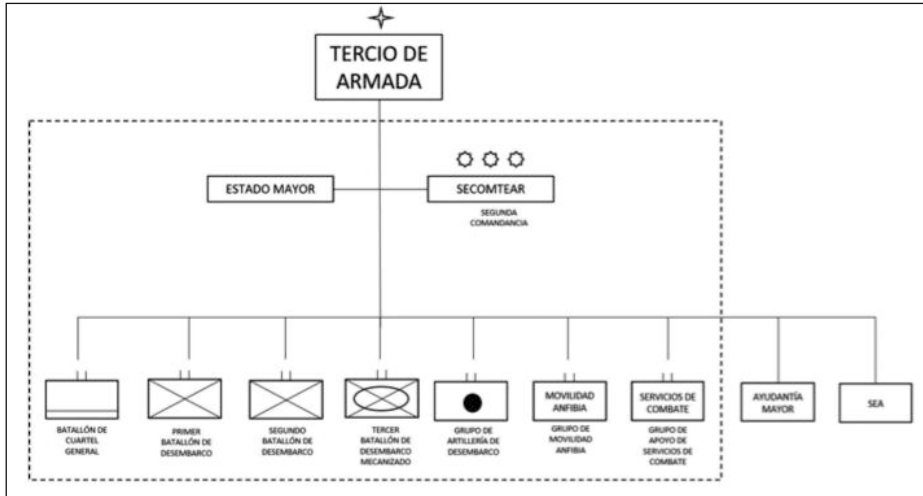 TERCIO DE
ARMADA
ESTADO MAYOR
SECOMTEAR
SEGUNDA
COMANDANCIA
BATALLÓN DE
CUARTEL
GENERAL
PRIMER
BATALLÓN DE
DESEMBARCO
SEGUNDO
BATALLÓN DE
DESEMBARCO
TERCER
BATALLÓN DE
DESEMBARCO
MECANIZADO
GRUPO DE
ARTILLERÍA DE
DESEMBARCO
MOVILIDAD
ANFIBIA
GRUPO DE
MOVILIDAD
ANFIBIA
SERVICIOS DE
COMBATE
GRUPO DE
APOYO DE
SERVICIOS DE
COMBATE
AYUDANTÍA
MAYOR
SEA